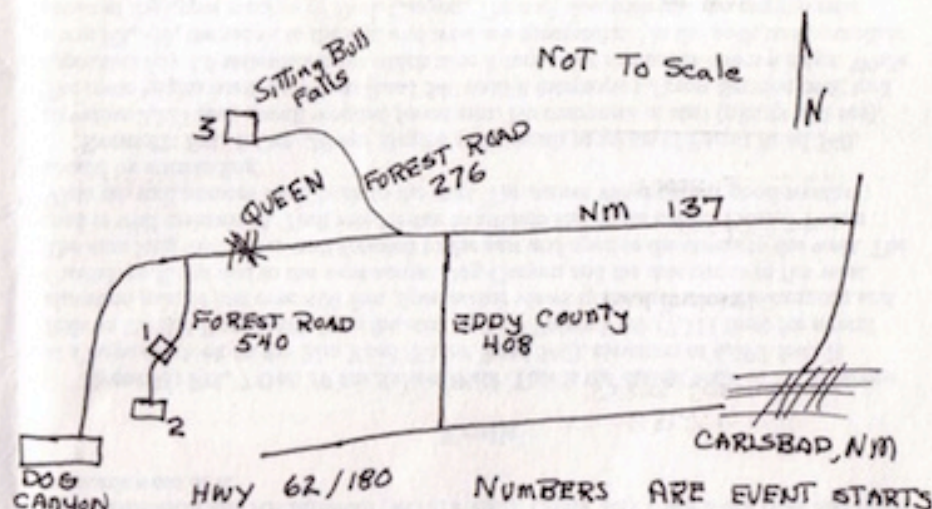 NOT To Scale
N
Sitting Bull
Falls
3
FOREST ROAD
276
QUEEN
NM 137
1
FOREST ROAD
540
EDDY COUNTY
408
2
CARLSBAD, NM
DOG
CANYON
HWY 62/180
NUMBERS ARE EVENT STARTS